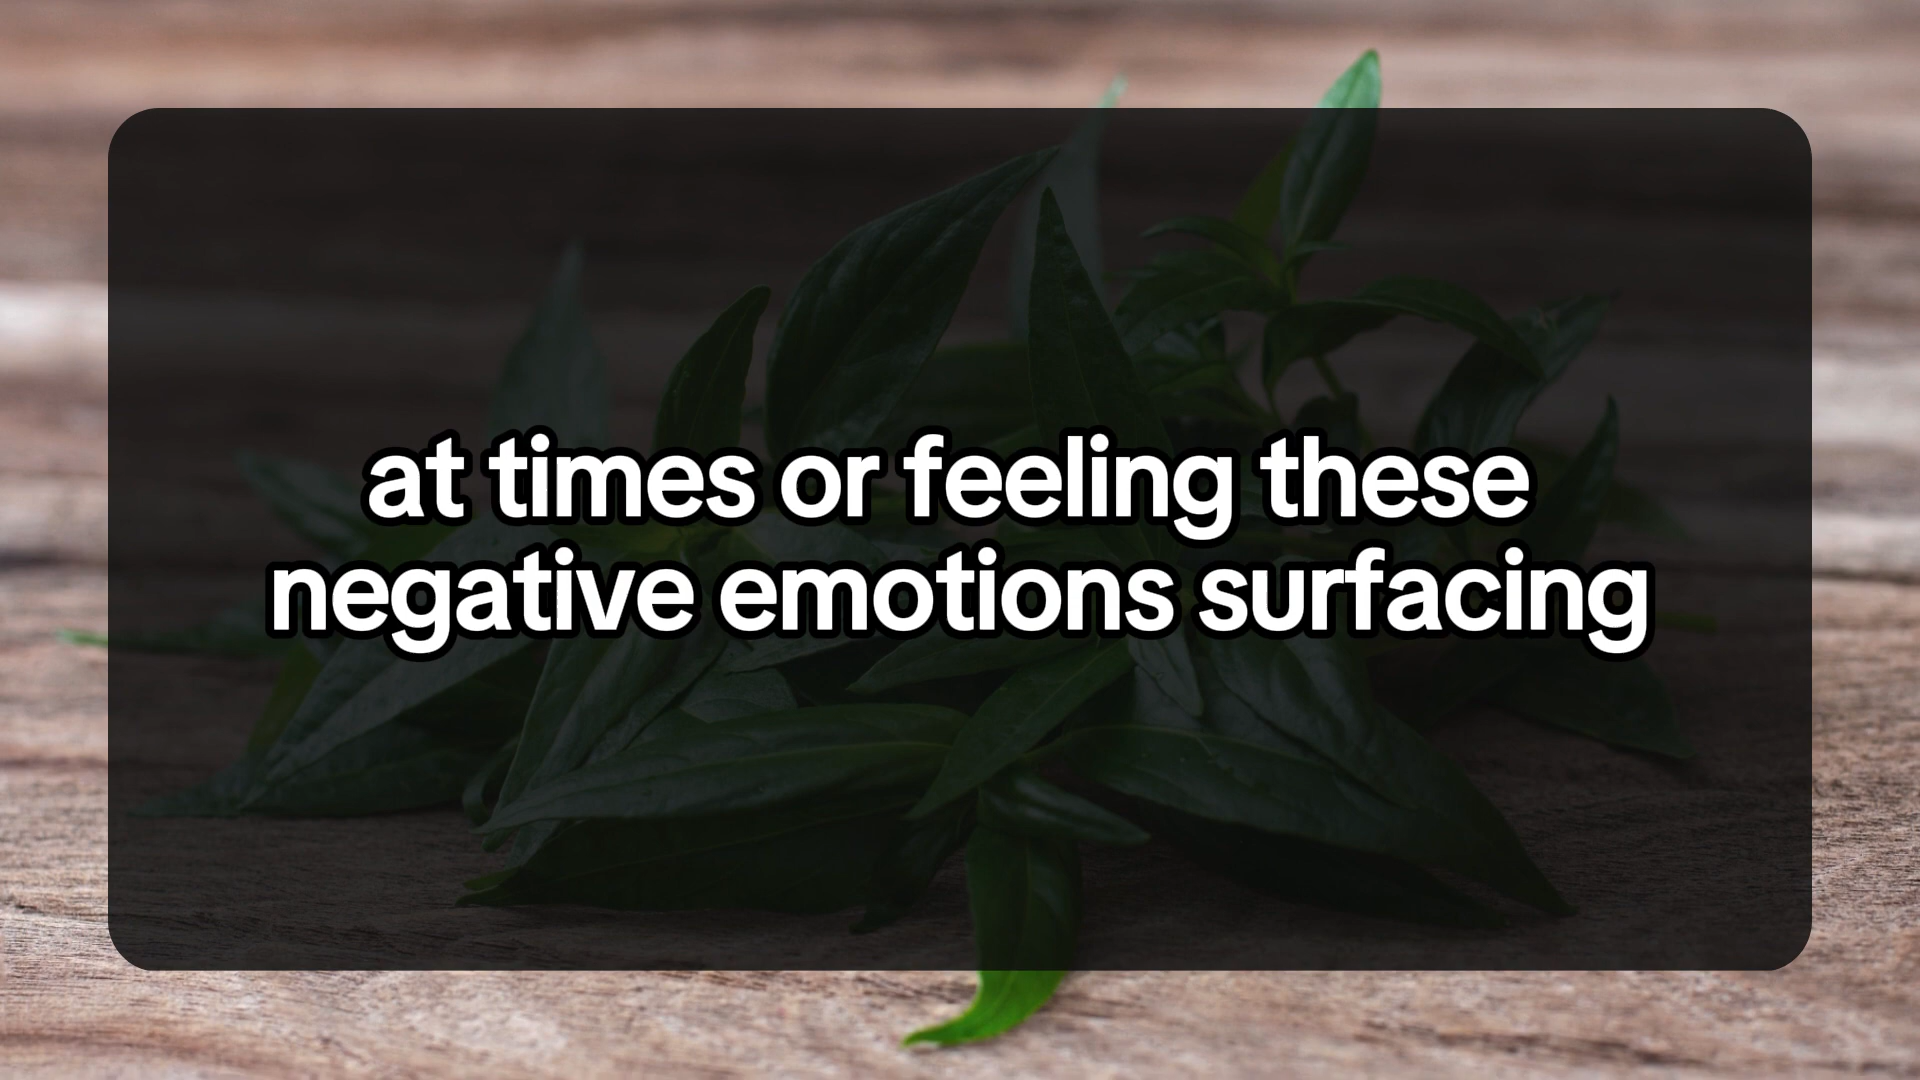 at times or feeling these
negative emotions surfacing